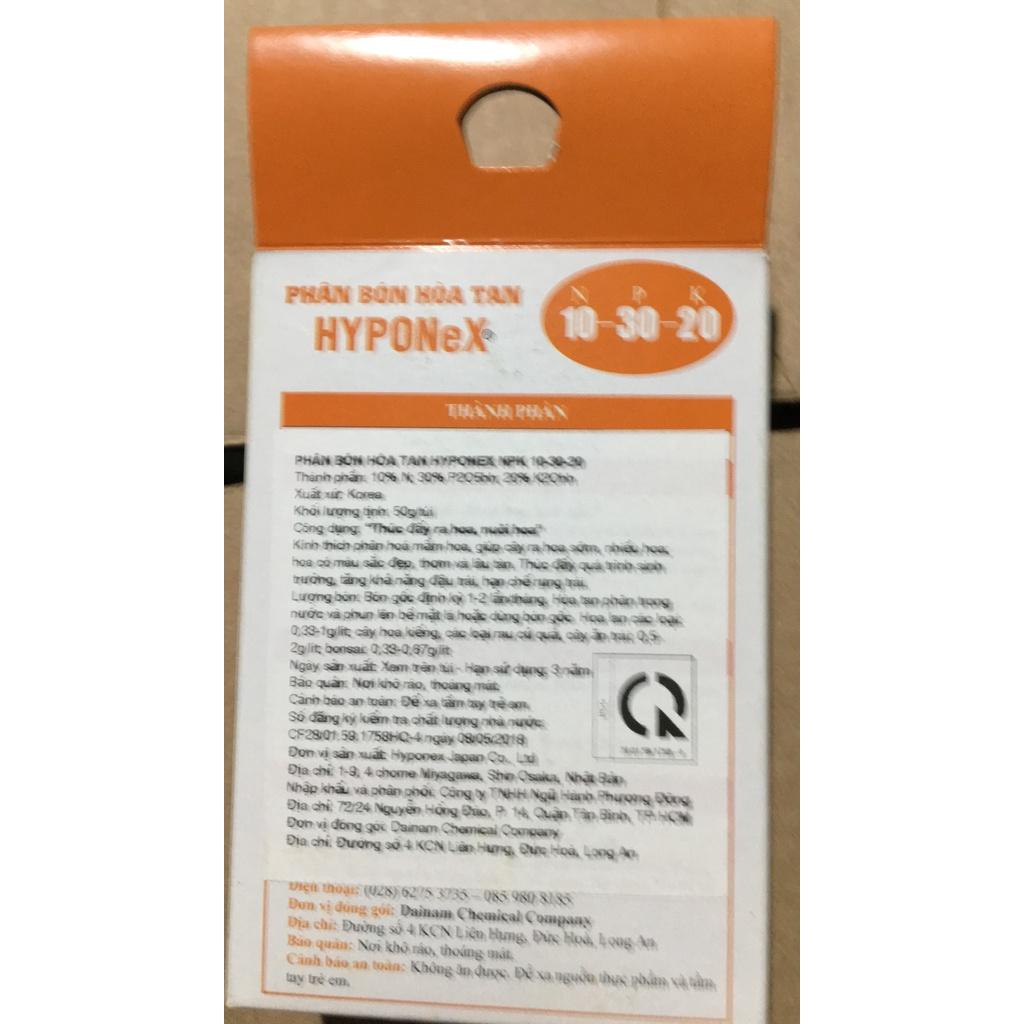 PHÂN BÓN HÒA TAN
HYPONeX®
N P K
10-30-20
THÀNH PHẦN
PHÂN BÓN HÒA TAN HYPONEX NPK 10-30-20
Thành phần: 10% N; 30% P2O5hh; 20% K2Ohh
Xuất xứ: Korea
Khối lượng tịnh: 50g/túi
Công dụng: "Thúc đẩy ra hoa, nuôi hoa"
Kính thích phân hoá mầm hoa, giúp cây ra hoa sớm, nhiều hoa,
hoa có màu sắc đẹp, thơm và lâu tàn. Thúc đẩy quá trình sinh
trưởng, tăng khả năng đậu trái, hạn chế rụng trái.
Lượng bón: Bón gốc định kỳ 1-2 lần/tháng, Hòa tan phân trong
nước và phun lên bề mặt lá hoặc dùng bón gốc. Hoa lan các loại:
0,33-1g/lít; cây hoa kiểng, các loại rau củ quả, cây ăn trái: 0,5-
2g/lít; bonsai: 0,33-0,67g/lít
Ngày sản xuất: Xem trên túi - Hạn sử dụng: 3 năm
Bảo quản: Nơi khô ráo, thoáng mát.
Cảnh báo an toàn: Để xa tầm tay trẻ em.
Số đăng ký kiểm tra chất lượng nhà nước:
CF28/01.59.1758HQ-4 ngày 08/05/2018
Đơn vị sản xuất: Hyponex Japan Co., Ltd
Địa chỉ: 1-9, 4 chome Miyagawa, Shin Osaka, Nhật Bản
Nhập khẩu và phân phối: Công ty TNHH Ngũ Hành Phương Đông
Địa chỉ: 72/24 Nguyễn Hồng Đào, P. 14, Quận Tân Bình, TP.HCM
Đơn vị đóng gói: Dainam Chemical Company
Địa chỉ: Đường số 4 KCN Liên Hưng, Đức Hoà, Long An
Điện thoại: (028) 6275 3735 – 085 980 8185
Đơn vị đóng gói: Dainam Chemical Company
Địa chỉ: Đường số 4 KCN Liên Hưng, Đức Hoà, Long An
Bảo quản: Nơi khô ráo, thoáng mát.
Cảnh báo an toàn: Không ăn được. Để xa nguồn thực phẩm và tầm
tay trẻ em.